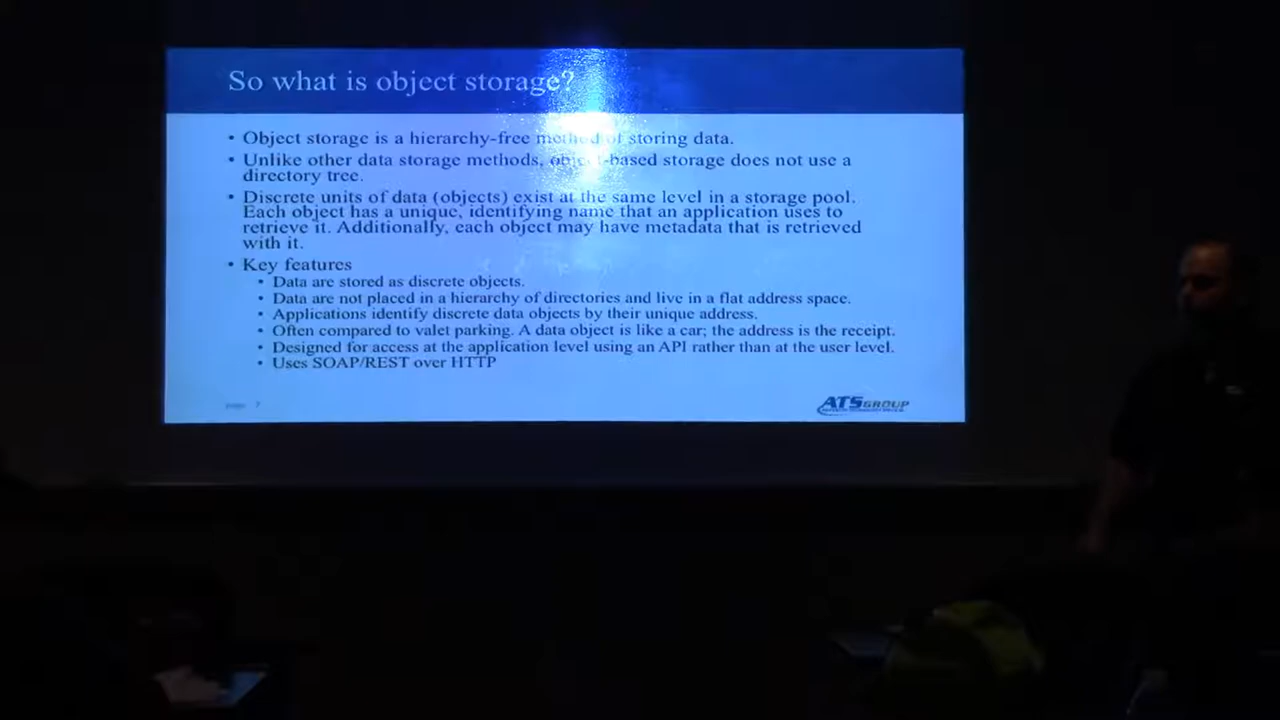 So what is object storage?
• Object storage is a hierarchy-free method of storing data.
• Unlike other data storage methods, object-based storage does not use a
directory tree.
• Discrete units of data (objects) exist at the same level in a storage pool.
Each object has a unique, identifying name that an application uses to
retrieve it. Additionally, each object may have metadata that is retrieved
with it.
• Key features
• Data are stored as discrete objects.
• Data are not placed in a hierarchy of directories and live in a flat address space.
• Applications identify discrete data objects by their unique address.
• Often compared to valet parking. A data object is like a car; the address is the receipt.
• Designed for access at the application level using an API rather than at the user level.
• Uses SOAP/REST over HTTP
ATS GROUP